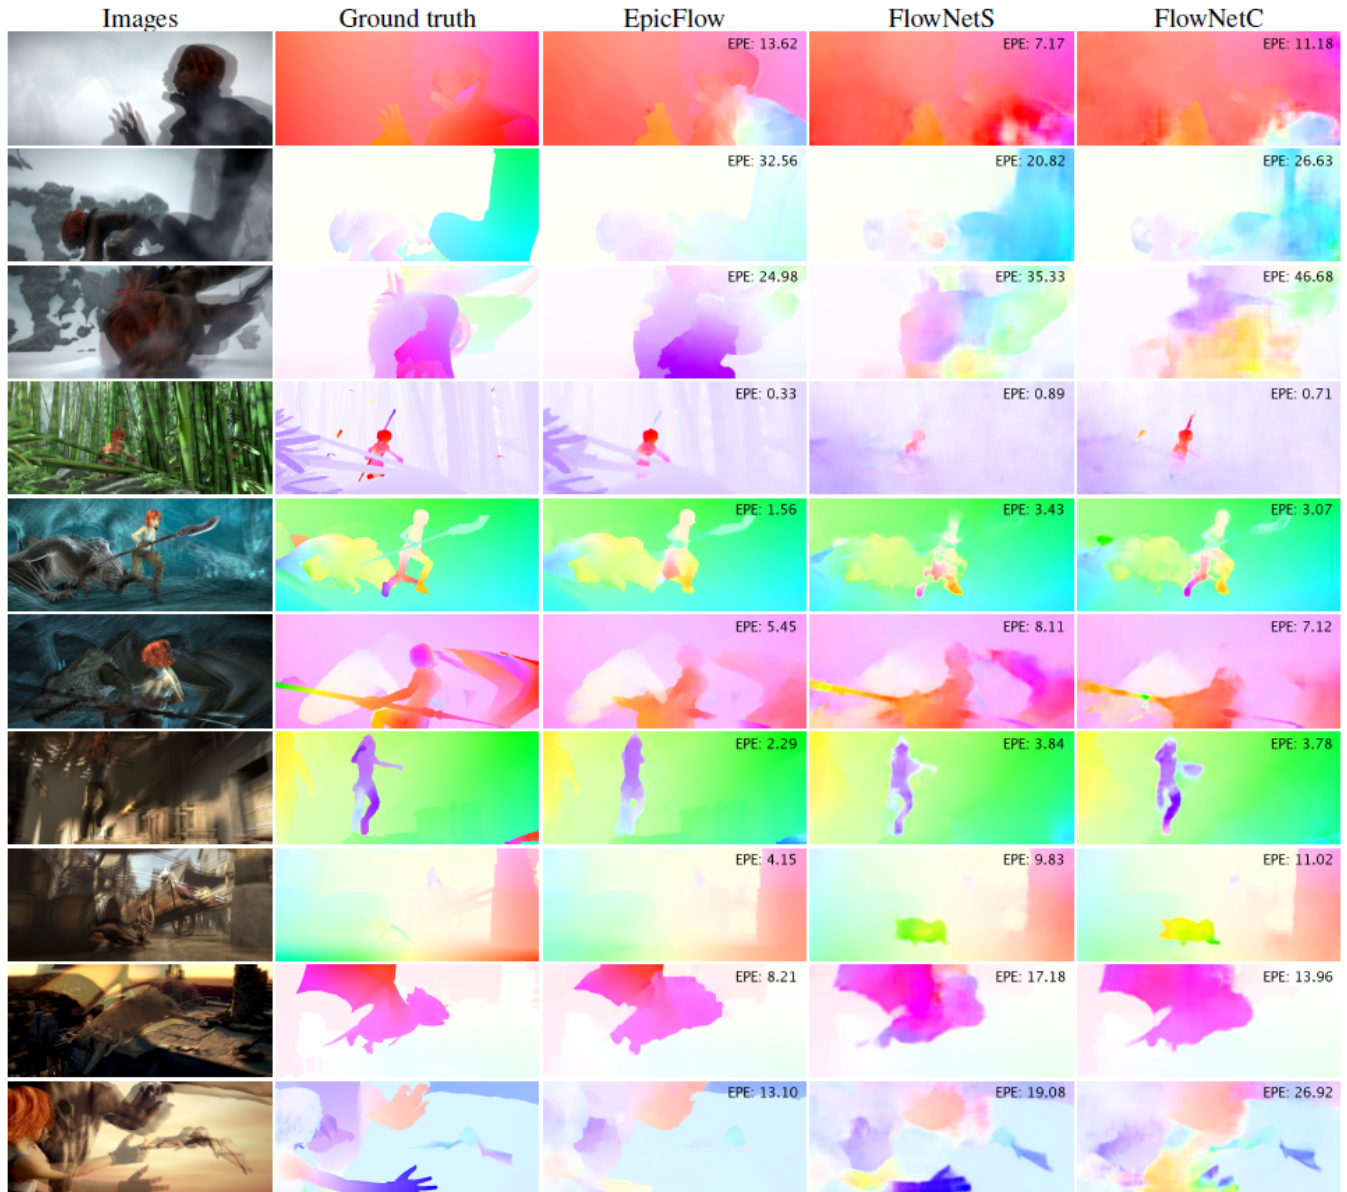 Images Ground truth EpicFlow FlowNetS FlowNetC
EPE: 13.62 EPE: 7.17 EPE: 11.18
EPE: 32.56 EPE: 20.82 EPE: 26.63
EPE: 24.98 EPE: 35.33 EPE: 46.68
EPE: 0.33 EPE: 0.89 EPE: 0.71
EPE: 1.56 EPE: 3.43 EPE: 3.07
EPE: 5.45 EPE: 8.11 EPE: 7.12
EPE: 2.29 EPE: 3.84 EPE: 3.78
EPE: 4.15 EPE: 9.83 EPE: 11.02
EPE: 8.21 EPE: 17.18 EPE: 13.96
EPE: 13.10 EPE: 19.08 EPE: 26.92